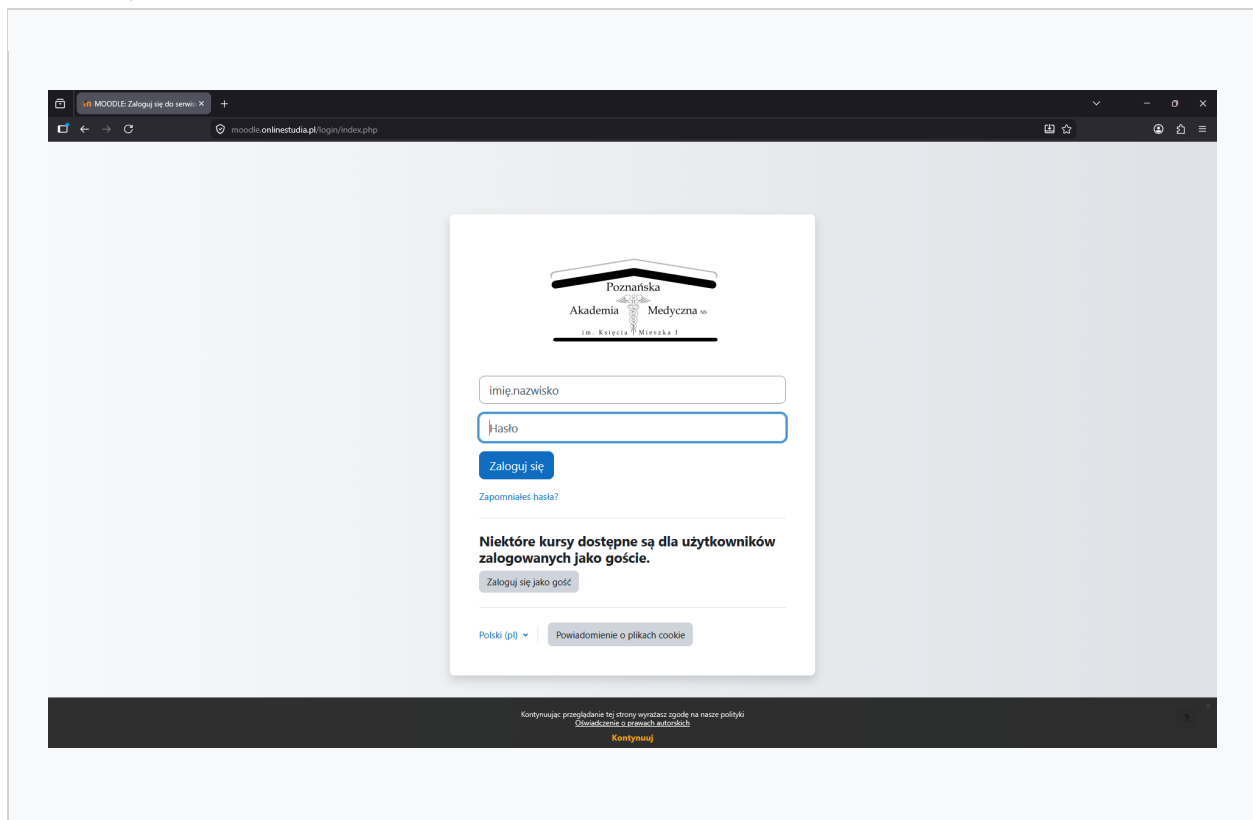 MOODLE: Zaloguj się do serwis
moodle.onlinestudia.pl/login/index.php
Poznańska
Akademia Medyczna NS
im. Księcia Mieszka I
imię.nazwisko
Hasło
Zaloguj się
Zapomniałeś hasła?
Niektóre kursy dostępne są dla użytkowników
zalogowanych jako goście.
Zaloguj się jako gość
Polski (pl)
Powiadomienie o plikach cookie
Kontynuując przeglądanie tej strony wyrażasz zgodę na nasze polityki
Oświadczenie o prawach autorskich
Kontynuuj
x
?